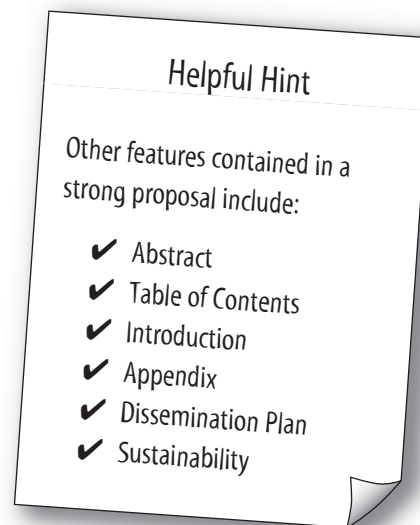 Helpful Hint
Other features contained in a
strong proposal include:
✔ Abstract
✔ Table of Contents
✔ Introduction
✔ Appendix
✔ Dissemination Plan
✔ Sustainability